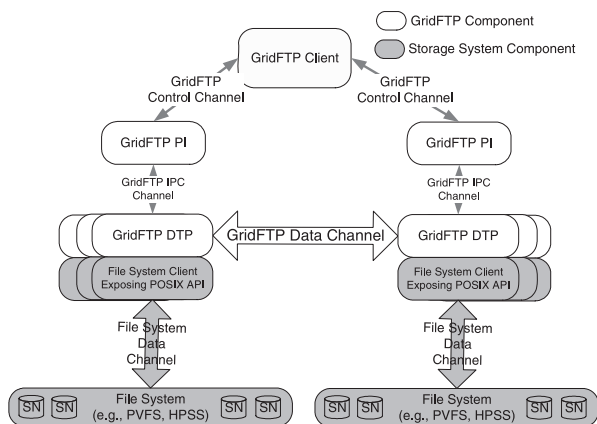 GridFTP Component
Storage System Component
GridFTP Client
GridFTP
Control Channel
GridFTP
Control Channel
GridFTP PI
GridFTP PI
GridFTP IPC
Channel
GridFTP IPC
Channel
GridFTP DTP
GridFTP Data Channel
GridFTP DTP
File System Client
Exposing POSIX API
File System Client
Exposing POSIX API
File System
Data
Channel
File System
Data
Channel
SN
SN
File System
(e.g., PVFS, HPSS)
SN
SN
SN
SN
File System
(e.g., PVFS, HPSS)
SN
SN